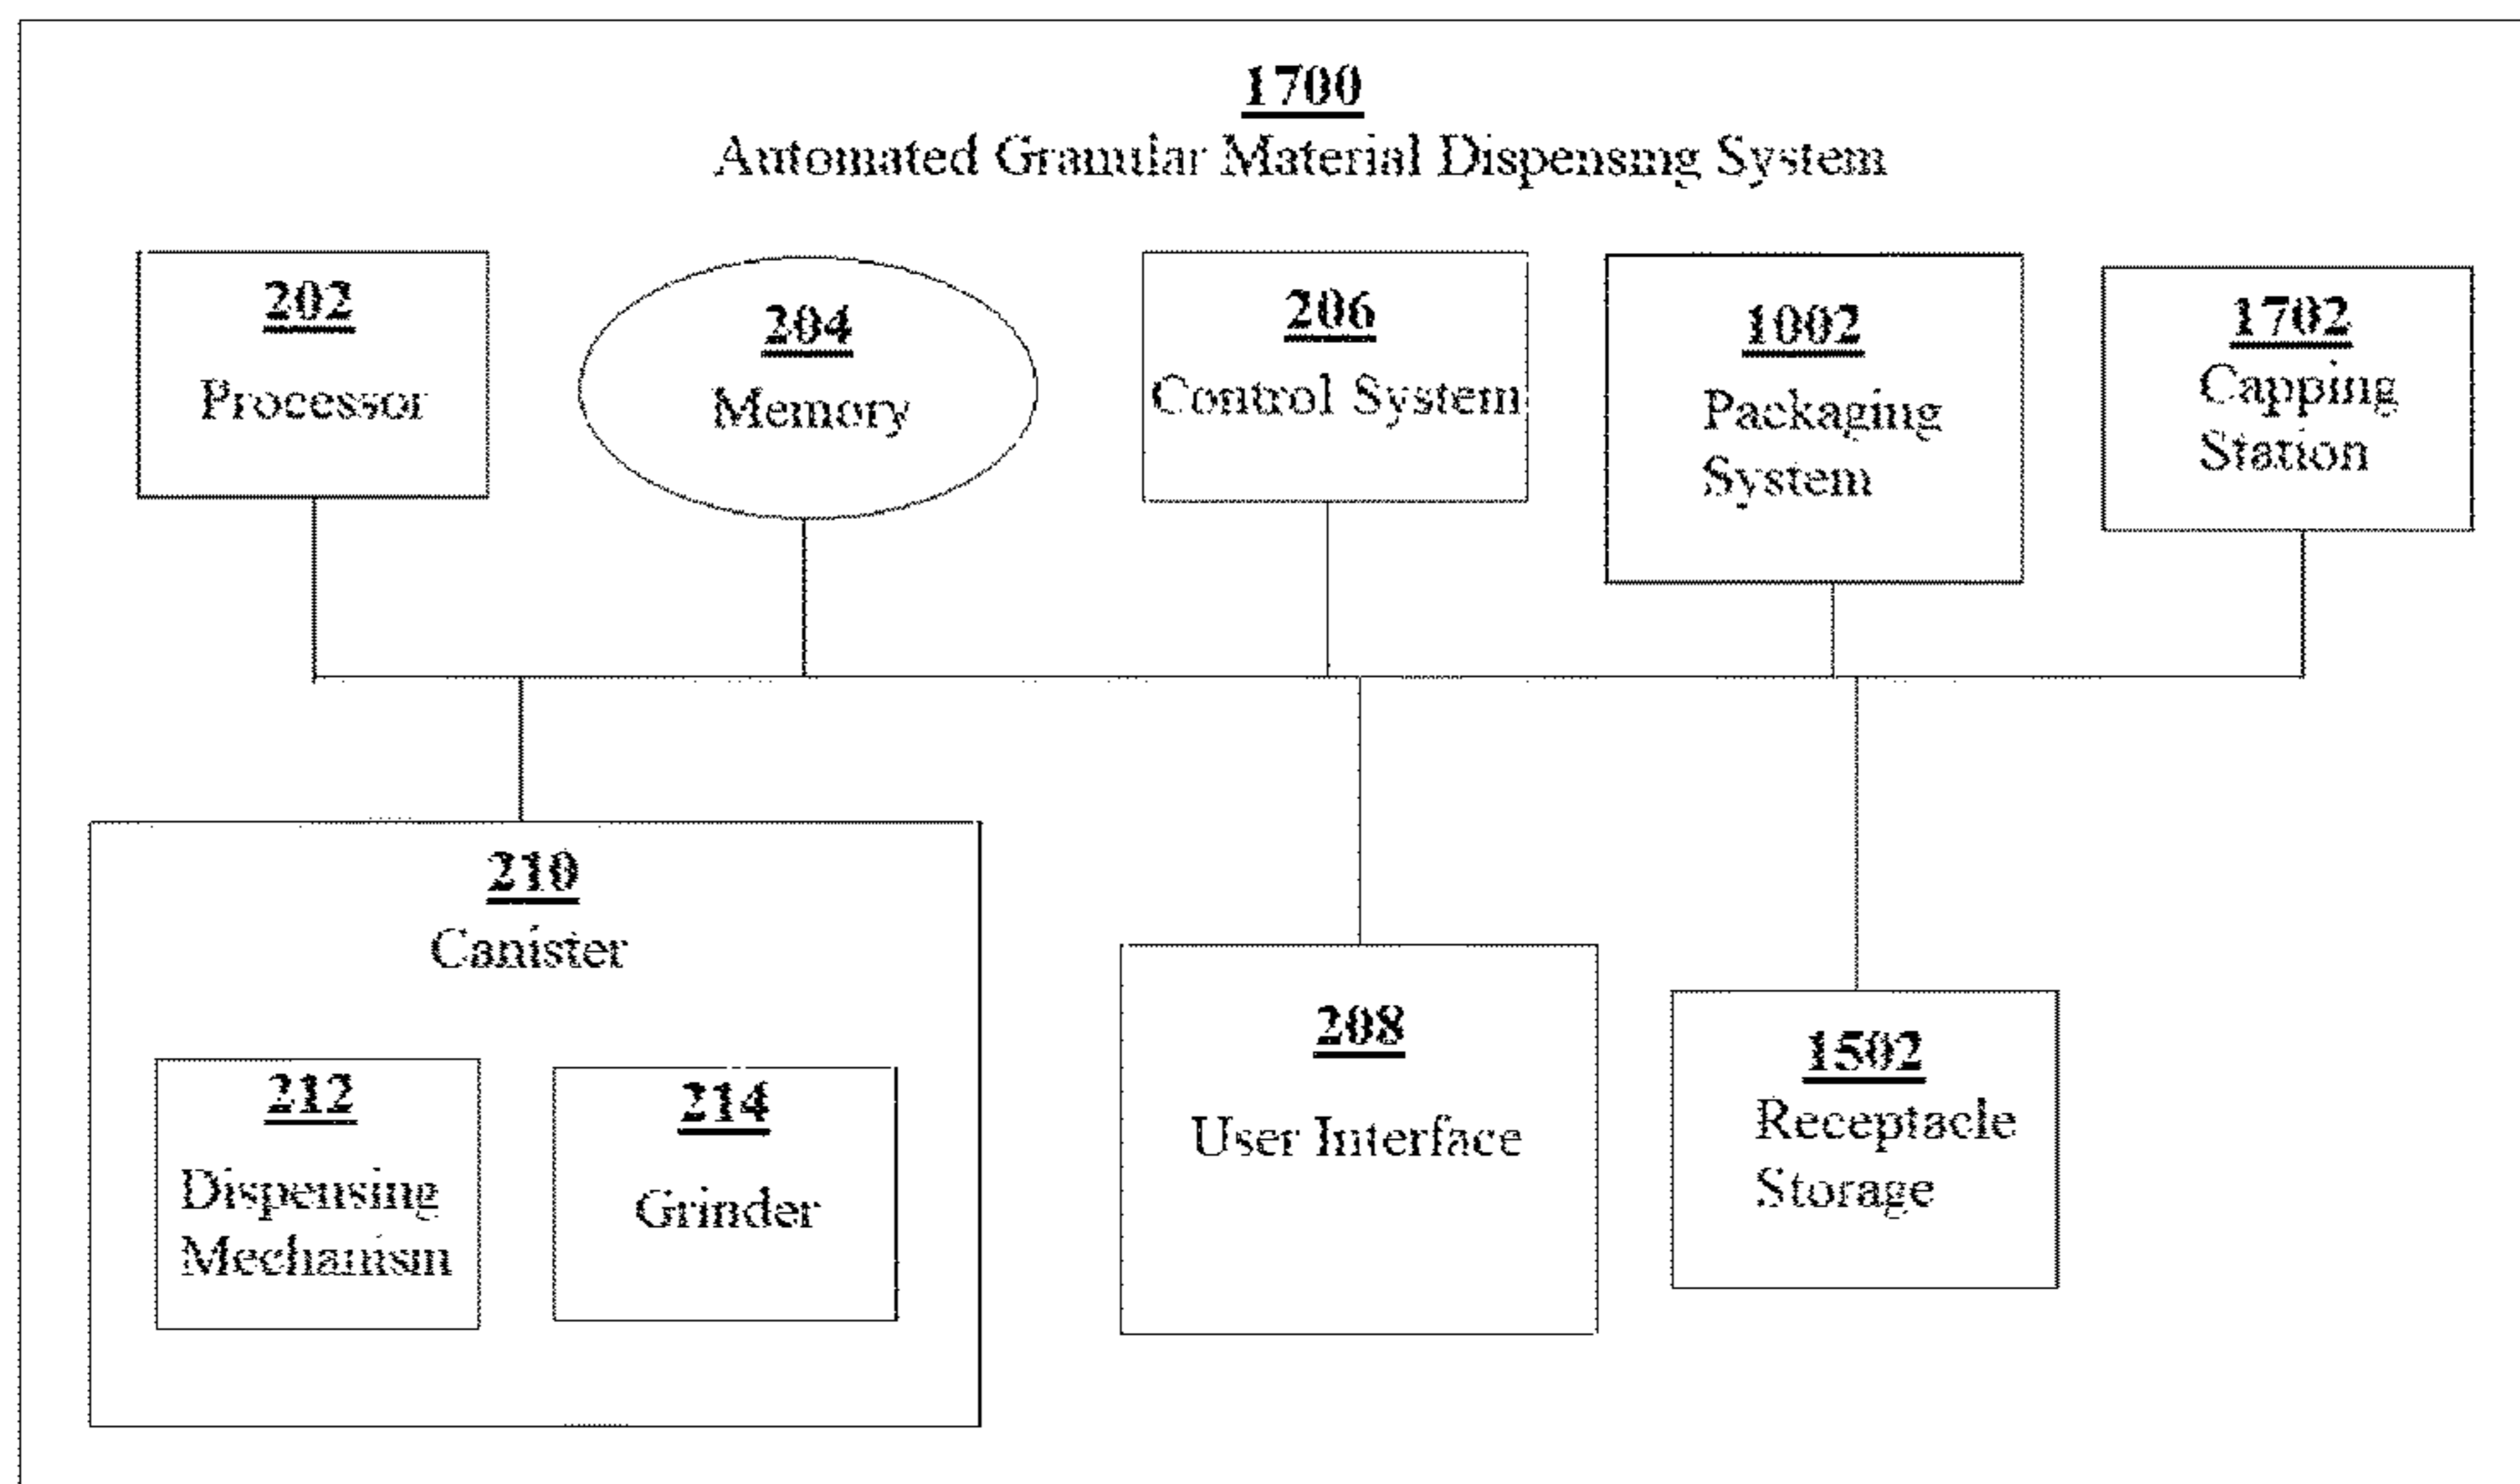 1700
Automated Granular Material Dispensing System
202
Processor
204
Memory
206
Control System
1002
Packaging
System
1702
Capping
Station
210
Canister
212
Dispensing
Mechanism
214
Grinder
208
User Interface
1502
Receptacle
Storage